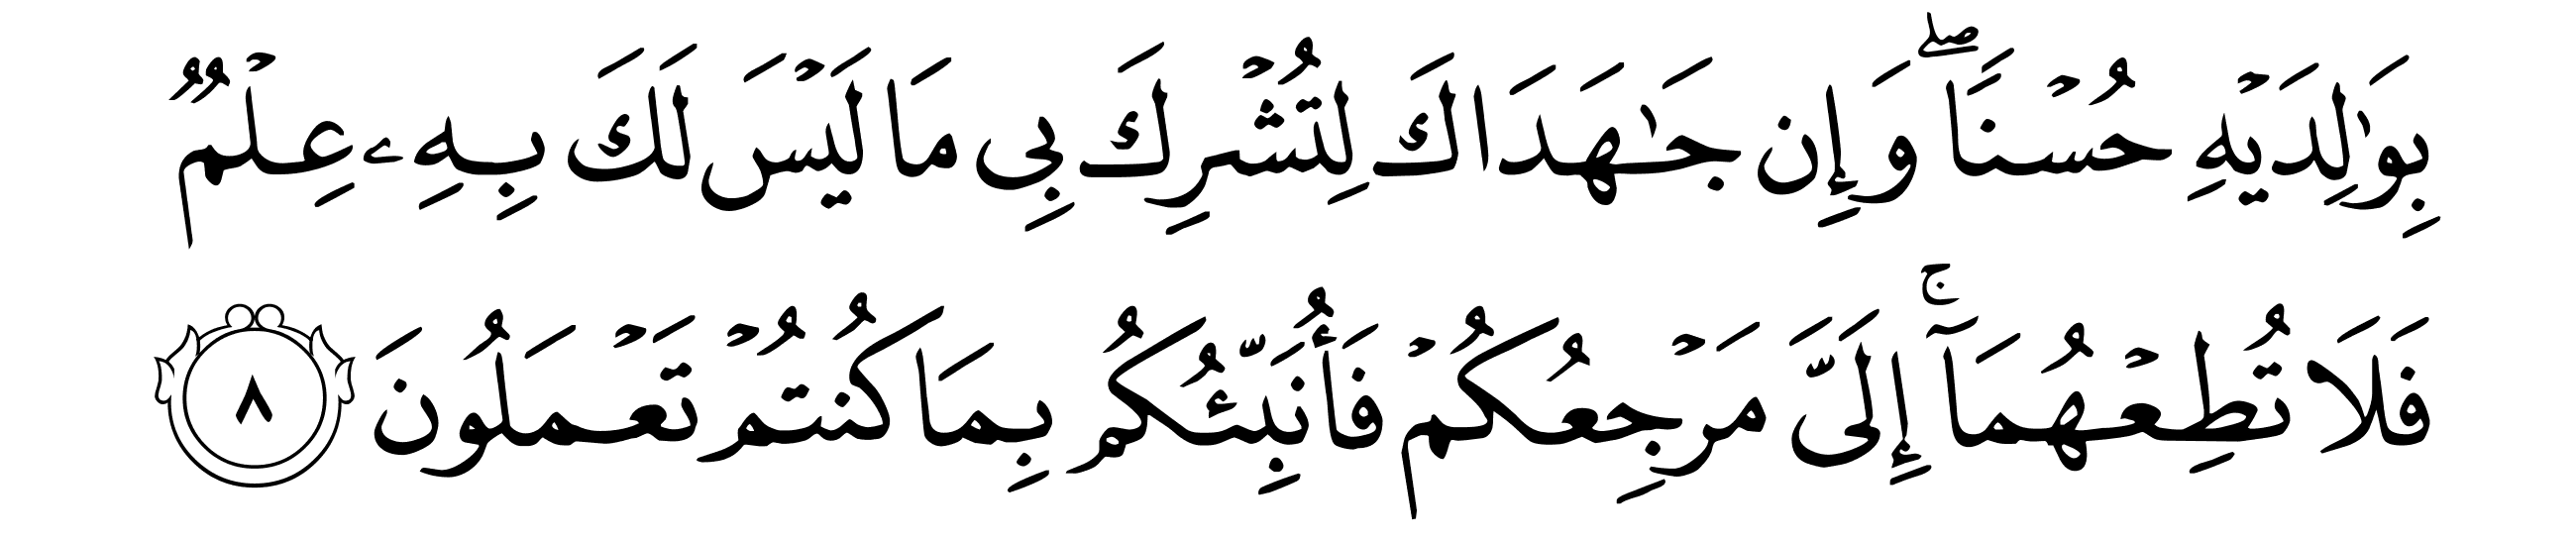 بِوَٰلِدَيۡهِ حُسۡنٗاۖ وَإِن جَٰهَدَاكَ لِتُشۡرِكَ بِي مَا لَيۡسَ لَكَ بِهِۦ عِلۡمٞ
فَلَا تُطِعۡهُمَآۚ إِلَيَّ مَرۡجِعُكُمۡ فَأُنَبِّئُكُم بِمَا كُنتُمۡ تَعۡمَلُونَ ٨